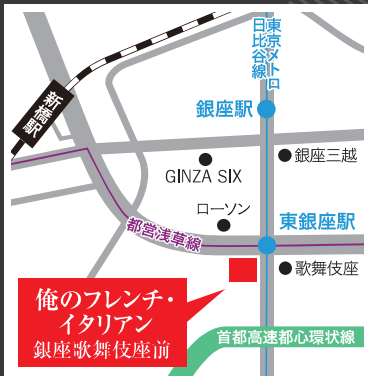 東京メトロ
日比谷線
新橋駅
銀座駅
銀座三越
GINZA SIX
ローソン
都営浅草線
東銀座駅
歌舞伎座
俺のフレンチ・
イタリアン
銀座歌舞伎座前
首都高速都心環状線